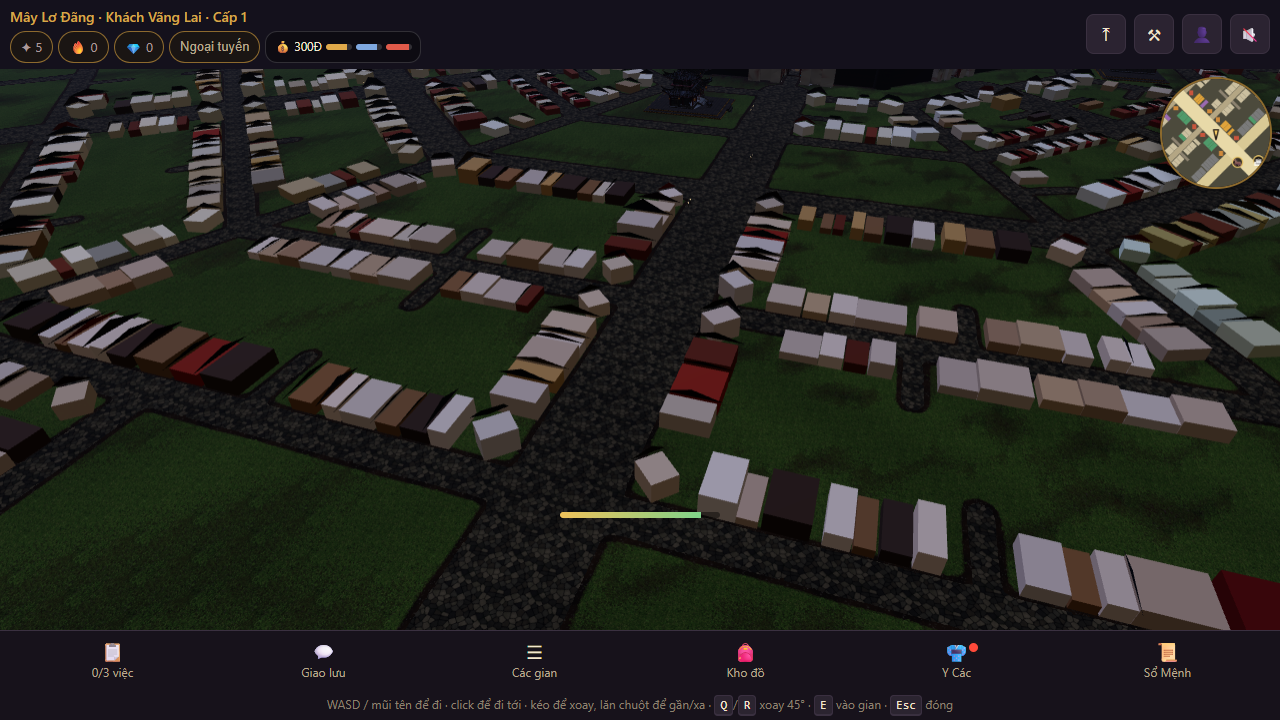 Mây Lơ Đãng · Khách Vãng Lai · Cấp 1
5 0 0 Ngoại tuyến 300Đ
0/3 việc Giao lưu Các gian Kho đồ Y Các Sổ Mệnh
WASD / mũi tên để đi · click để đi tới · kéo để xoay, lăn chuột để gần/xa · Q / R xoay 45° · E vào gian · Esc đóng